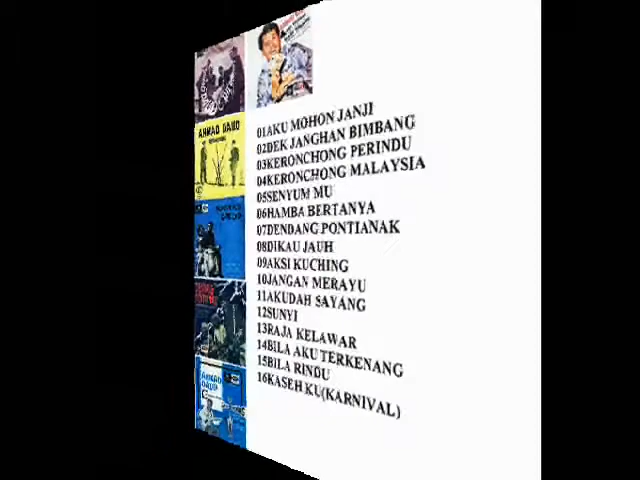 AHMAD DAUD
01AKU MOHON JANJI
02DEK JANGHAN BIMBANG
03KERONCHONG PERINDU
04KERONCHONG MALAYSIA
05SENYUM MU
06HAMBA BERTANYA
07DENDANG PONTIANAK
08DIKAU JAUH
09AKSI KUCHING
10JANGAN MERAYU
11AKUDAH SAYANG
12SUNYI
13RAJA KELAWAR
14BILA AKU TERKENANG
15BILA RINDU
16KASEH KU(KARNIVAL)
AHMAD
DAUD